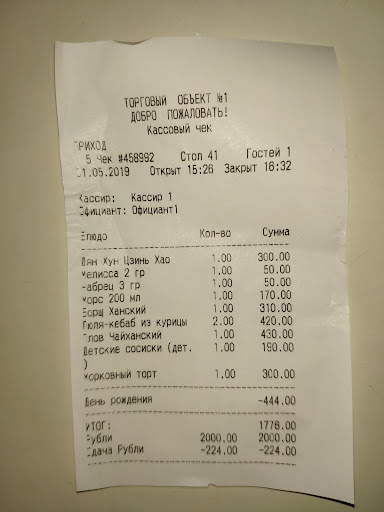 ТОРГОВЫЙ ОБЪЕКТ №1
ДОБРО ПОЖАЛОВАТЬ!
Кассовый чек
ПРИХОД
5 Чек #458992 Стол 41 Гостей 1
01.05.2019 Открыт 15:26 Закрыт 16:32
Кассир: Кассир 1
Официант: Официант1
Блюдо Кол-во Сумма
Дян Хун Цзинь Хао 1.00 300.00
Мелисса 2 гр 1.00 50.00
Чабрец 3 гр 1.00 50.00
Морс 200 мл 1.00 170.00
Борщ Ханский 1.00 310.00
Люля-кебаб из курицы 2.00 420.00
Плов Чайханский 1.00 430.00
Детские сосиски (дет. 1.00 190.00
)
Морковный торт 1.00 300.00
День рождения -444.00
ИТОГ: 1776.00
Рубли 2000.00 2000.00
Сдача Рубли -224.00 -224.00